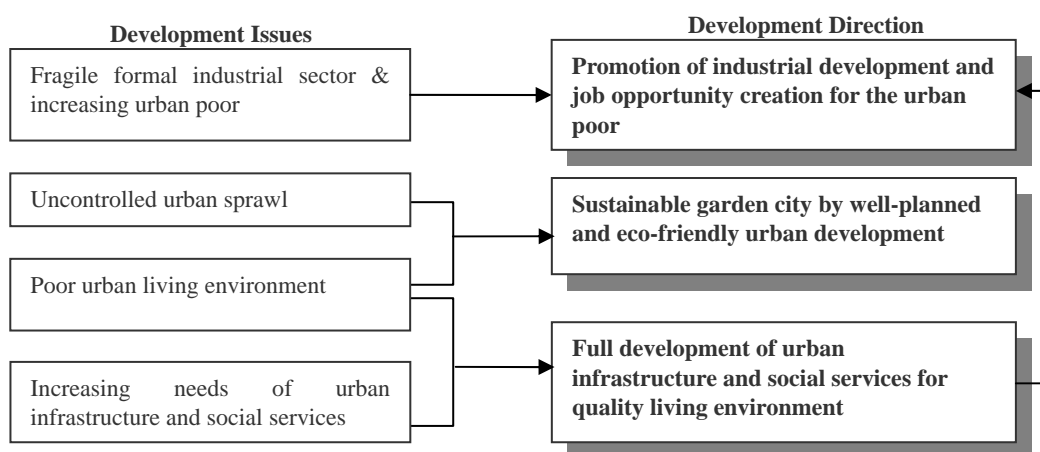 Development Issues
Fragile formal industrial sector &
increasing urban poor
Uncontrolled urban sprawl
Poor urban living environment
Increasing needs of urban
infrastructure and social services
Development Direction
Promotion of industrial development and
job opportunity creation for the urban
poor
Sustainable garden city by well-planned
and eco-friendly urban development
Full development of urban
infrastructure and social services for
quality living environment